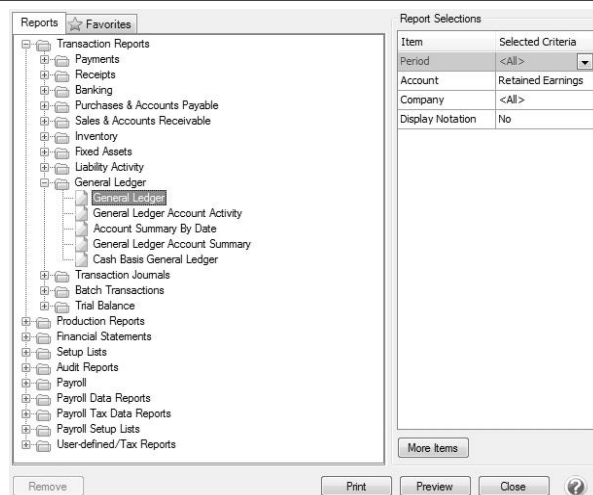 Reports
Favorites
Transaction Reports
Payments
Receipts
Banking
Purchases & Accounts Payable
Sales & Accounts Receivable
Inventory
Fixed Assets
Liability Activity
General Ledger
General Ledger
General Ledger Account Activity
Account Summary By Date
General Ledger Account Summary
Cash Basis General Ledger
Transaction Journals
Batch Transactions
Trial Balance
Production Reports
Financial Statements
Setup Lists
Audit Reports
Payroll
Payroll Data Reports
Payroll Tax Data Reports
Payroll Setup Lists
User-defined/Tax Reports
Report Selections
Item Selected Criteria
Period <All>
Account Retained Earnings
Company <All>
Display Notation No
More Items
Remove Print Preview Close ?